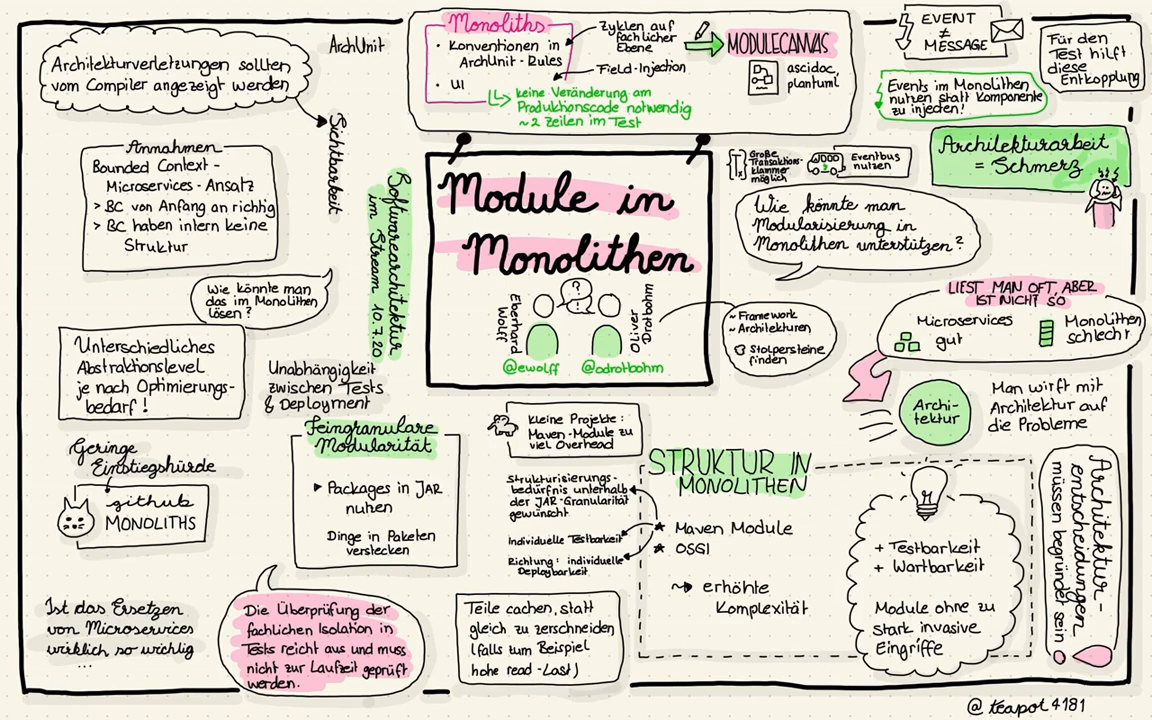 Architekturverletzungen sollten
vom Compiler angezeigt werden
ArchUnit
Sichtbarkeit
Annahmen
Bounded Context -
Microservices - Ansatz
> BC von Anfang an richtig
> BC haben intern keine
Struktur
Wie könnte man
das im Monolithen
lösen?
Unterschiedliches
Abstraktionslevel
je nach Optimierungs-
bedarf!
Geringe
Einstiegshürde
github
MONOLITHS
Ist das Ersetzen
von Microservices
wirklich so wichtig
...
Softwarearchitektur
im Stream 10.7.20
Unabhängigkeit
zwischen Tests
& Deployment
Feingranulare
Modularität
Packages in JAR
nutzen
Dinge in Paketen
verstecken
Die Überprüfung der
fachlichen Isolation in
Tests reicht aus und muss
nicht zur Laufzeit geprüft
werden.
Monoliths
• Konventionen in
ArchUnit - Rules
• UI
Zyklen auf
fachlicher
Ebene
Field-Injection
keine Veränderung am
Produktionscode notwendig
~ 2 Zeilen im Test
MODULECANVAS
asciidoc,
plantuml
Module in
Monolithen
Eberhard
Wolff
Oliver
Drotbohm
@ewolff
@odrotbohm
~ Framework
~ Architekturen
Stolpersteine
finden
Kleine Projekte:
Maven-Module zu
viel Overhead
Strukturisierungs-
bedürfnis unterhalb
der JAR-Granularität
gewünscht
Individuelle Testbarkeit
Richtung: individuelle
Deploybarkeit
Teile cachen, statt
gleich zu zerschneiden
(falls zum Beispiel
hohe read - Last)
EVENT
≠
MESSAGE
Für den
Test hilft
diese
Entkopplung
Events im Monolithen
nutzen statt Komponente
zu injecten!
Architekturarbeit
= Schmerz
Große
Transaktions-
klammer
möglich
Eventbus
nutzen
Wie könnte man
Modularisierung in
Monolithen unterstützen?
LIEST MAN OFT, ABER
IST NICHT SO
Microservices
gut
Monolithen
schlecht
Archi-
tektur
Man wirft mit
Architektur auf
die Probleme
STRUKTUR IN
MONOLITHEN
* Maven Module
* OSGI
erhöhte
Komplexität
+ Testbarkeit
+ Wartbarkeit
Module ohne zu
stark invasive
Eingriffe
Architektur-
entscheidungen
müssen begründet sein
@teapot4181